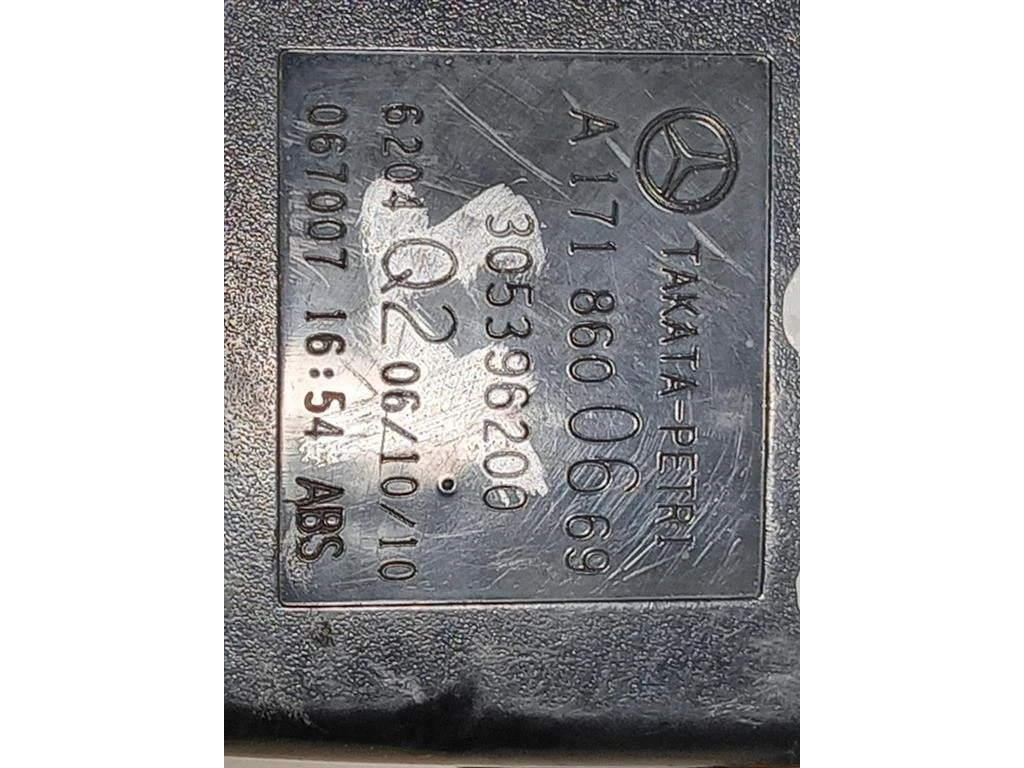 TAKATA-PETRI
A 171 860 06 69
305396200
6204 Q2 06/10/10
067007 16:54 ABS